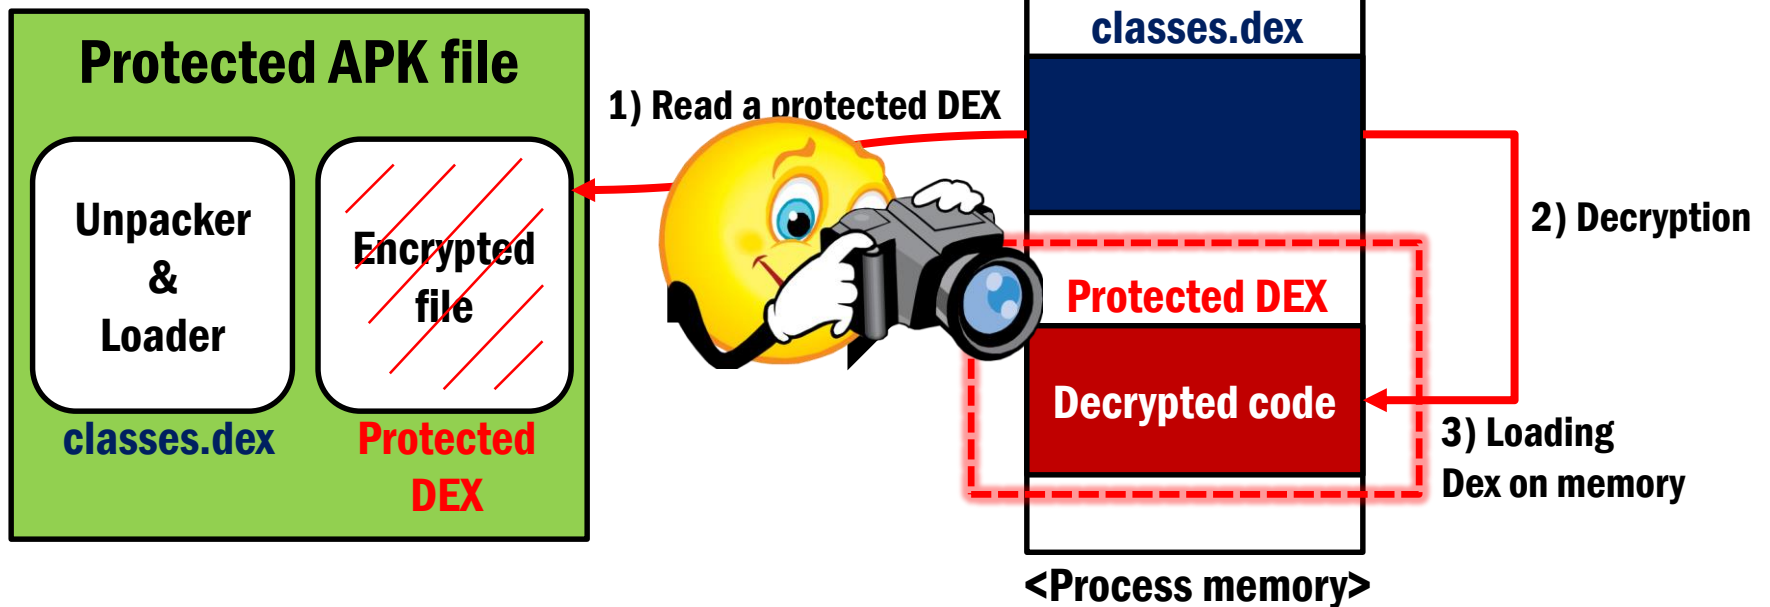 Protected APK file
Unpacker
&
Loader
classes.dex
Encrypted
file
Protected
DEX
1) Read a protected DEX
classes.dex
Protected DEX
Decrypted code
2) Decryption
3) Loading
Dex on memory
<Process memory>